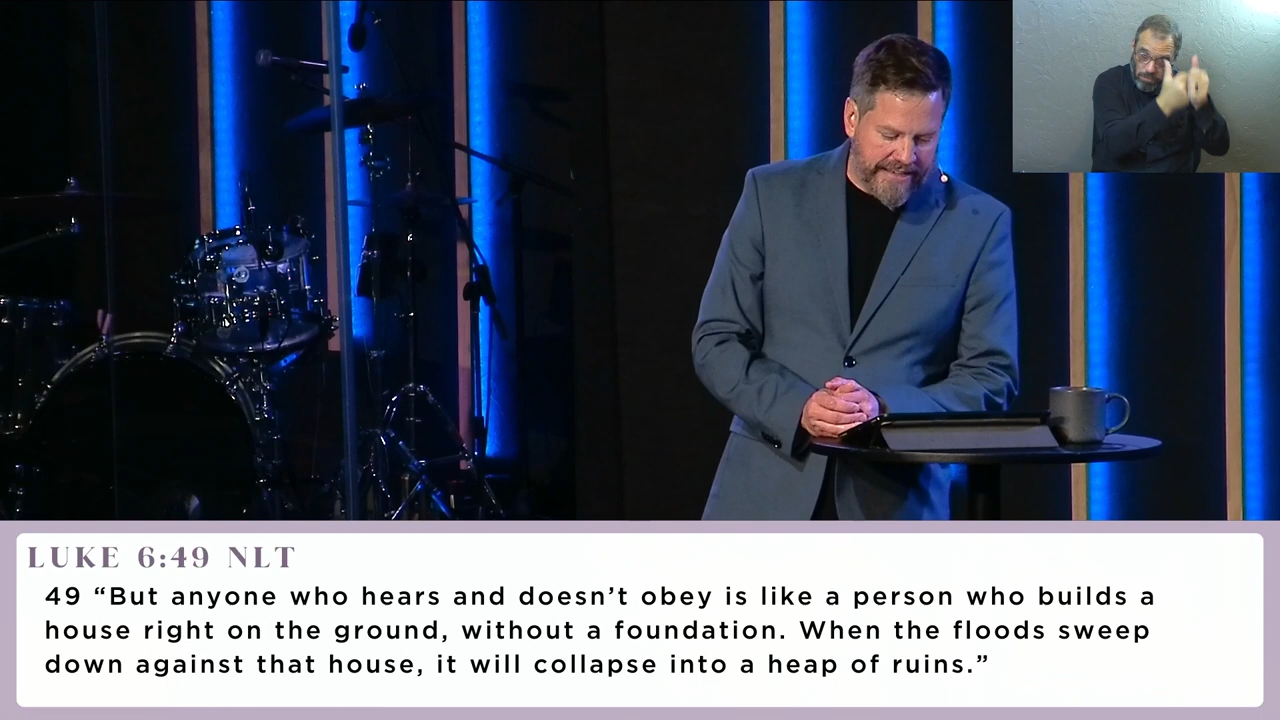 LUKE 6:49 NLT
49 “But anyone who hears and doesn’t obey is like a person who builds a
house right on the ground, without a foundation. When the floods sweep
down against that house, it will collapse into a heap of ruins.”